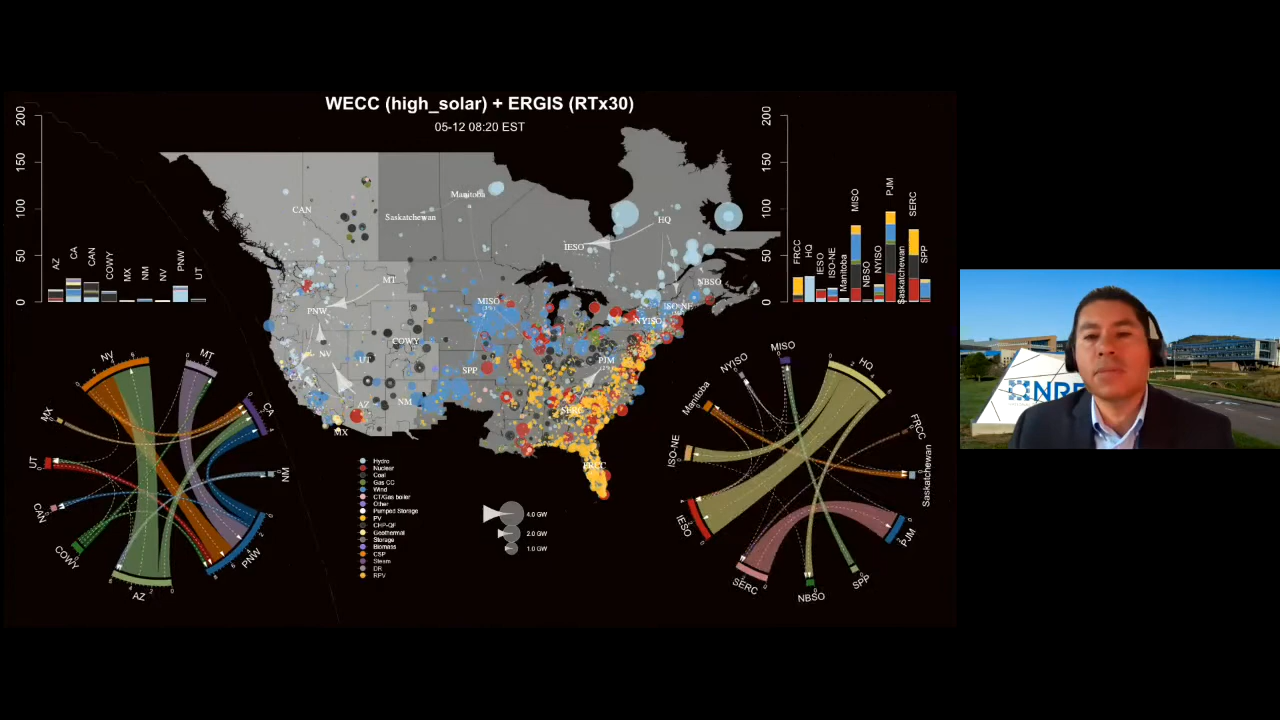 WECC (high_solar) + ERGIS (RTx30)
05-12 08:20 EST
200
150
100
50
0
AZ
CA
CAN
COWY
MX
NM
NV
PNW
UT
200
150
100
50
0
FRCC
HQ
IESO
ISO-NE
Manitoba
MISO
NBSO
NYISO
PJM
Saskatchewan
SERC
SPP
CAN
Saskatchewan
Manitoba
HQ
IESO
NBSO
MT
MISO
ISO-NE
NYISO
PNW
NV
UT
COWY
SPP
PJM
AZ
NM
SERC
MX
FRCC
Hydro
Nuclear
Coal
Gas CC
Wind
CT/Gas boiler
Other
Pumped Storage
PV
CHP-QF
Geothermal
Storage
Biomass
CSP
Steam
DR
RPV
4.0 GW
2.0 GW
1.0 GW
NV
MT
CA
NM
PNW
AZ
COWY
CAN
UT
MX
MISO
HQ
FRCC
Saskatchewan
PJM
SPP
NBSO
SERC
IESO
ISO-NE
Manitoba
NYISO